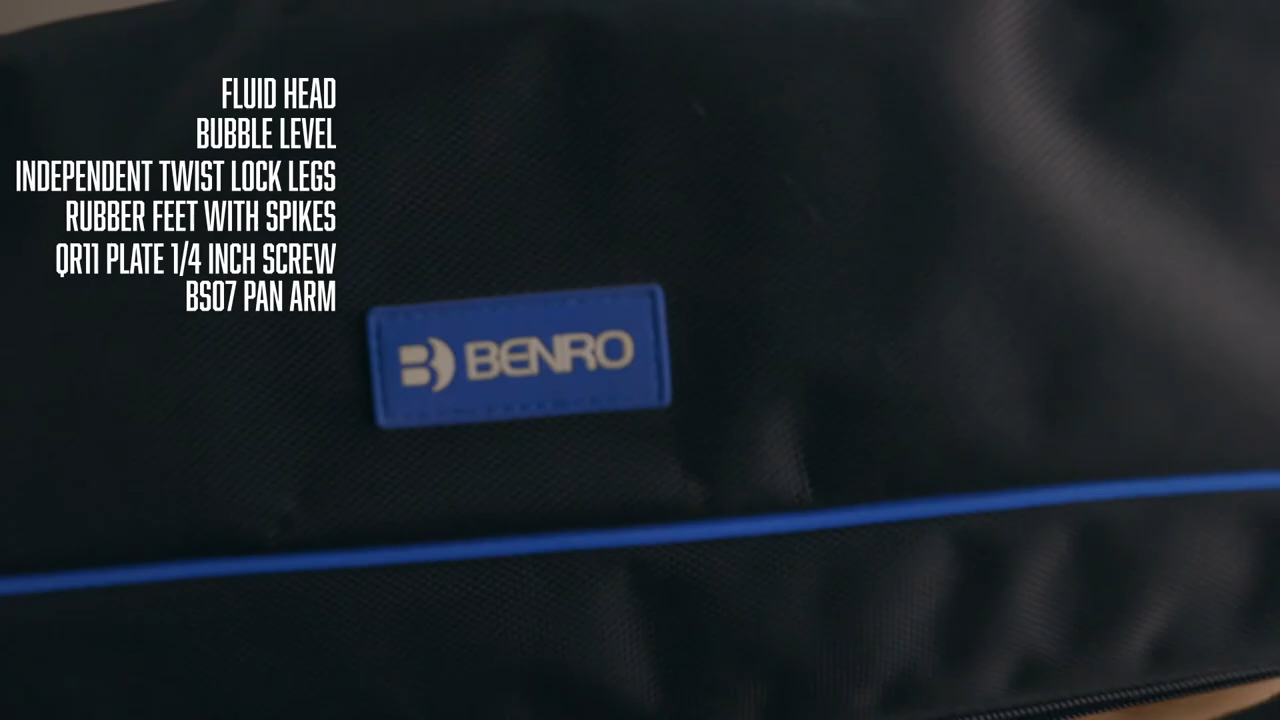 FLUID HEAD
BUBBLE LEVEL
INDEPENDENT TWIST LOCK LEGS
RUBBER FEET WITH SPIKES
QR11 PLATE 1/4 INCH SCREW
BS07 PAN ARM
BENRO